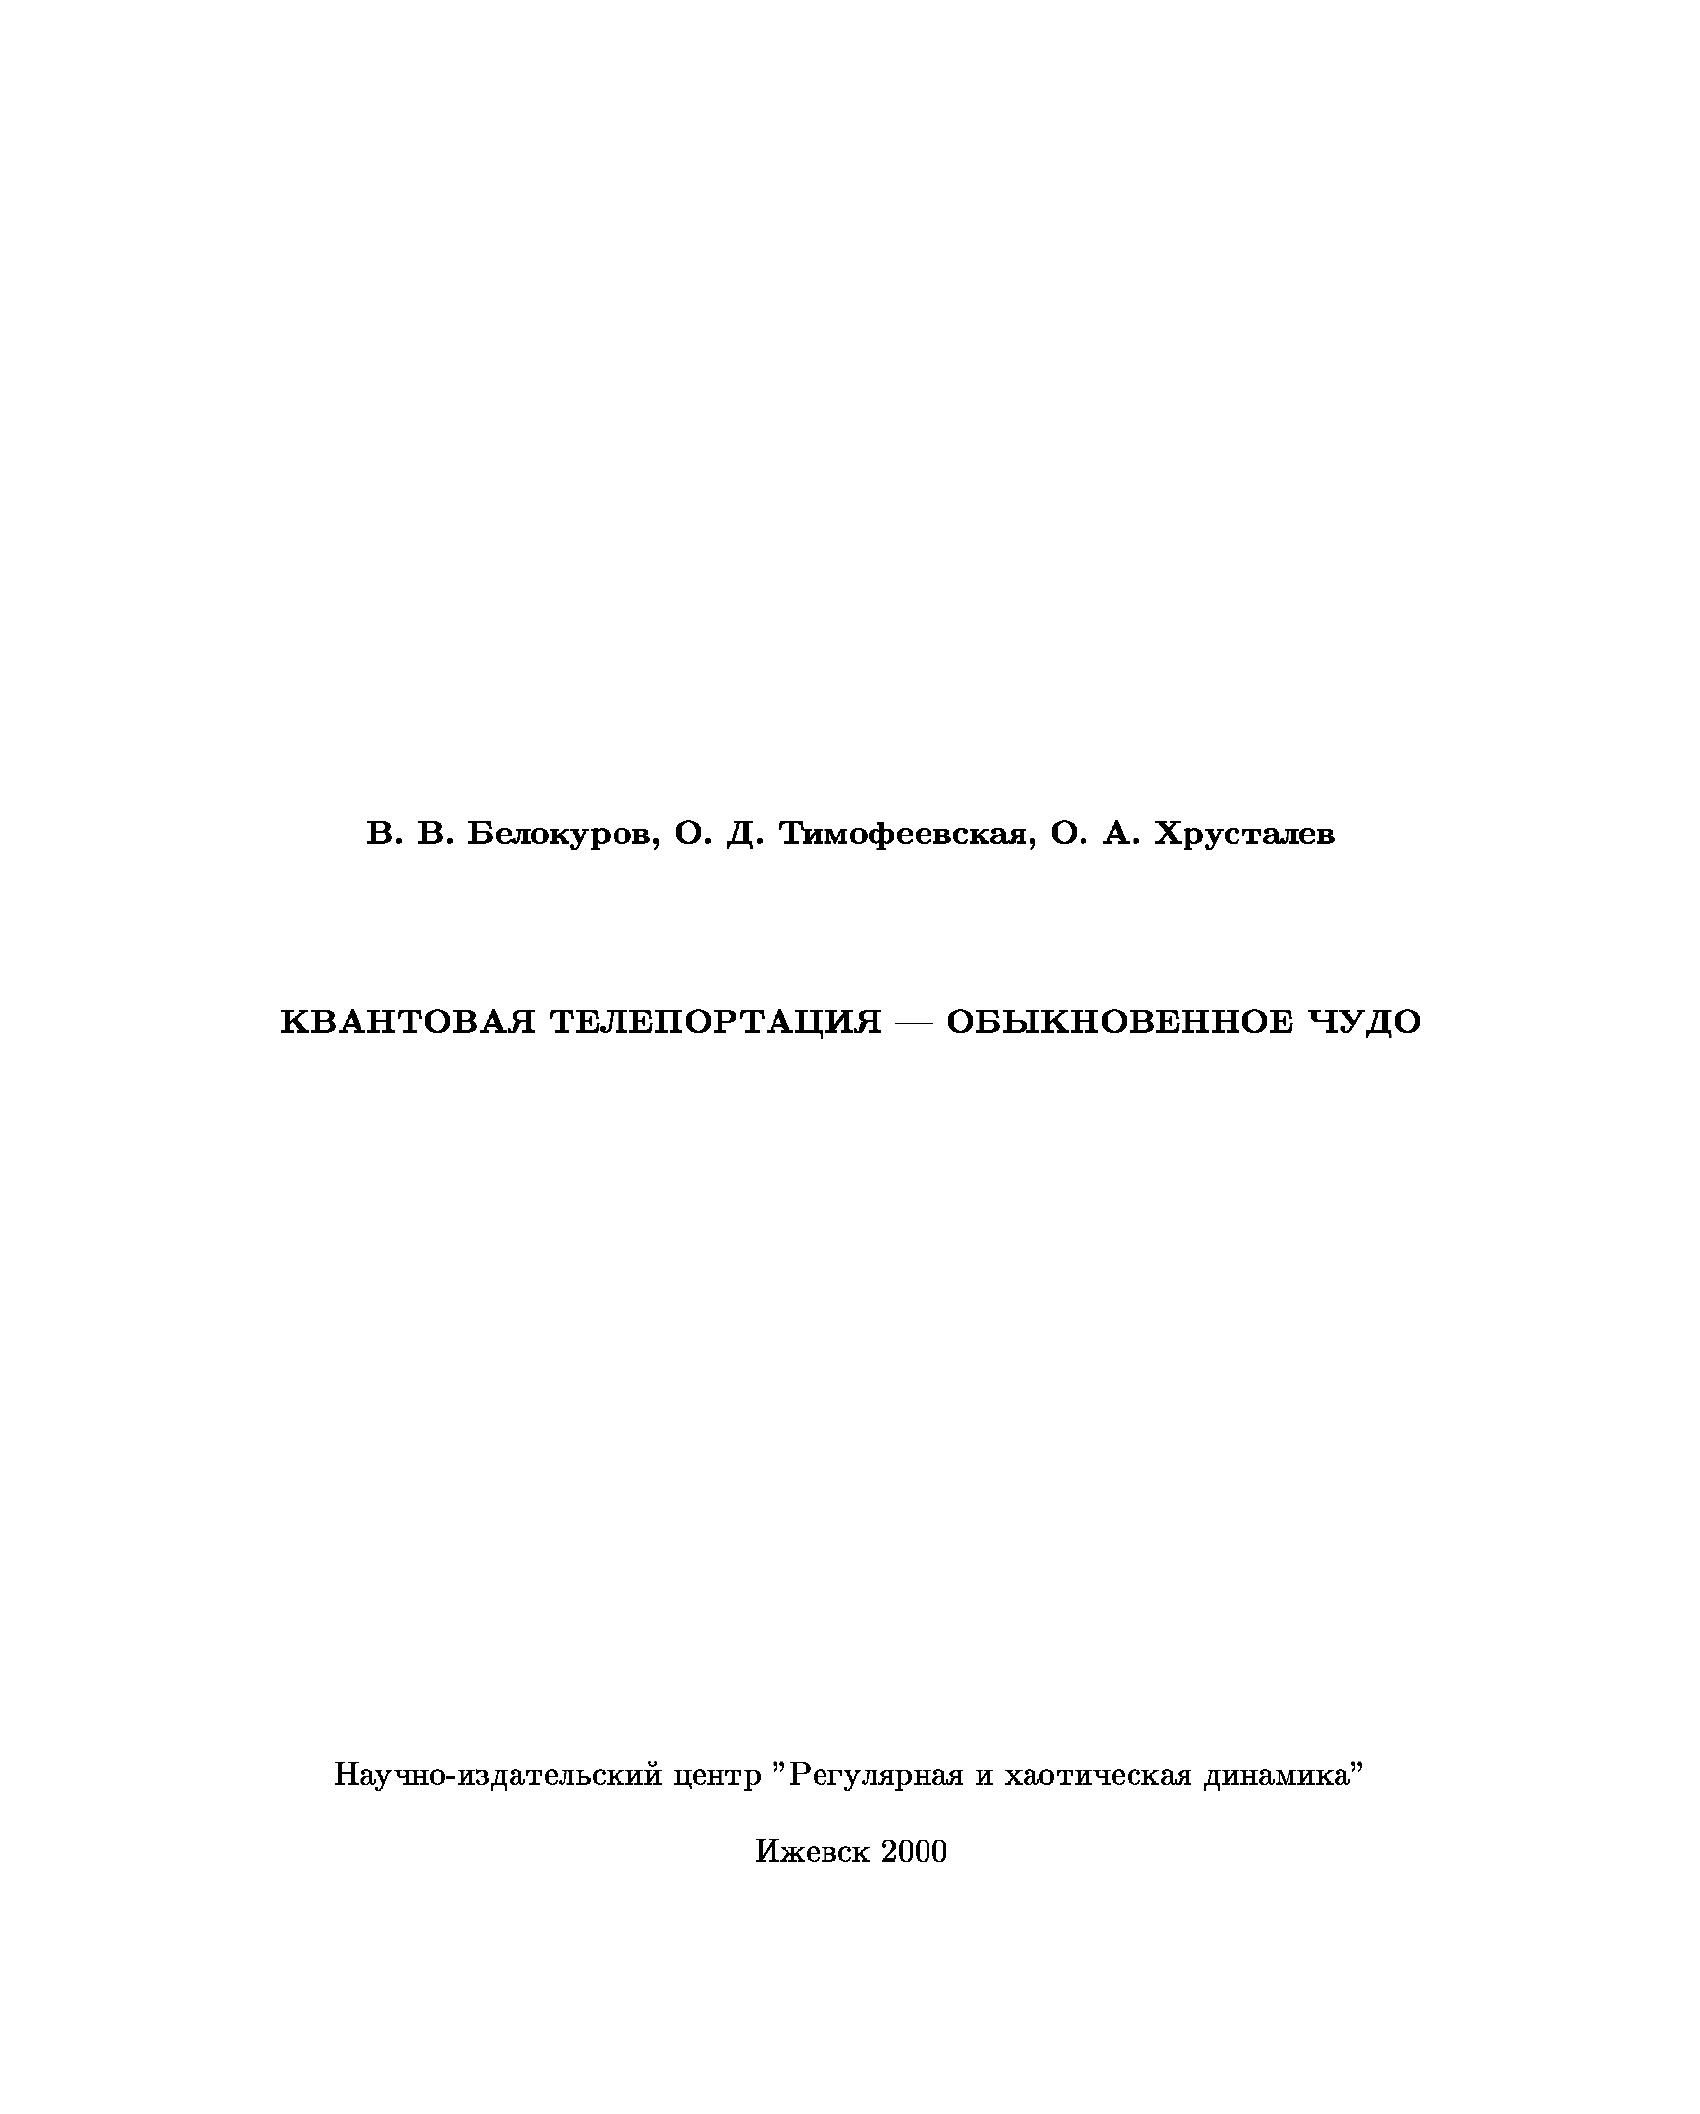 В. В. Белокуров, О. Д. Тимофеевская, О. А. Хрусталев
КВАНТОВАЯ ТЕЛЕПОРТАЦИЯ — ОБЫКНОВЕННОЕ ЧУДО
Научно-издательский центр ”Регулярная и хаотическая динамика”
Ижевск 2000